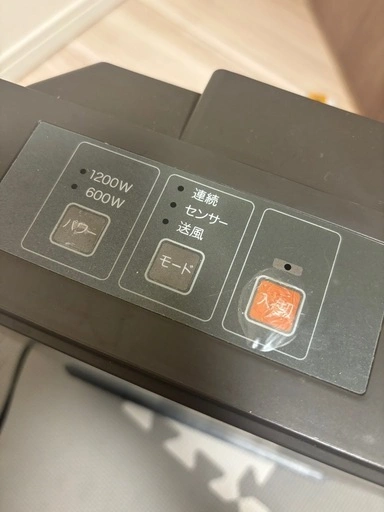 1200W
600W
パワー
連続
センサー
送風
モード
入/切